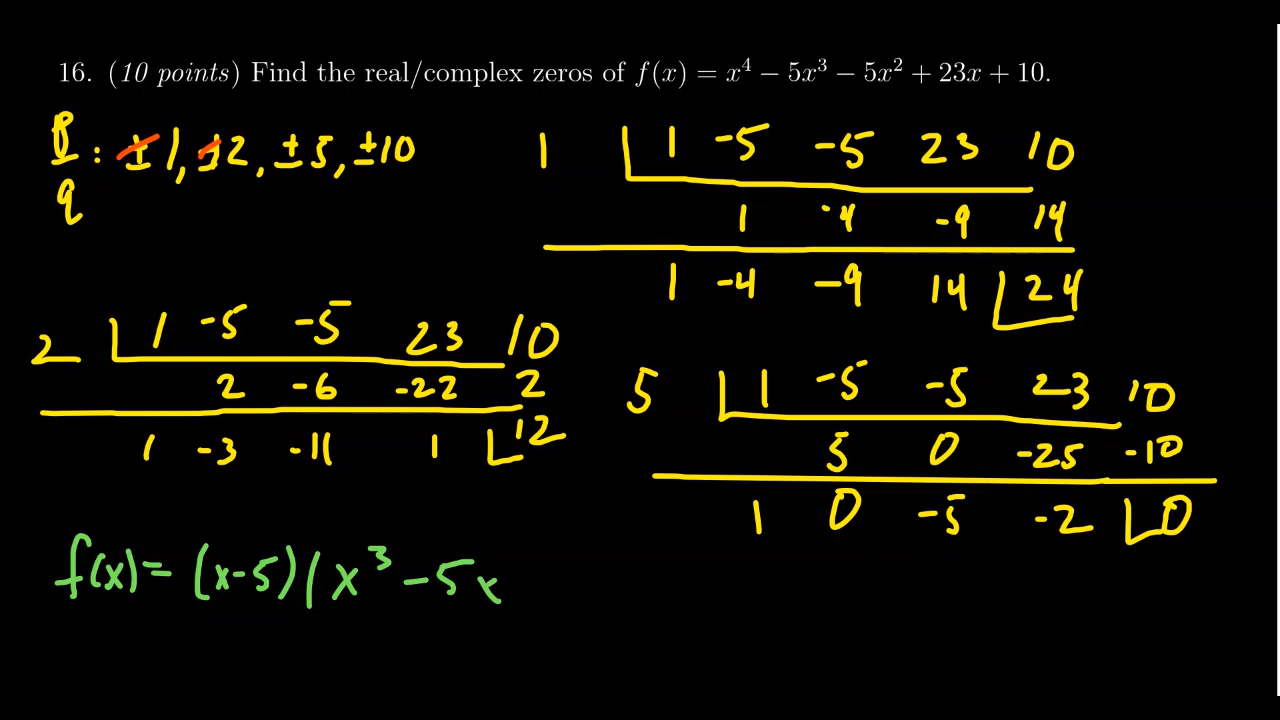 16. (10 points) Find the real/complex zeros of f(x) = x⁴ − 5x³ − 5x² + 23x + 10.
p/q : ±1, ±2, ±5, ±10
1 | 1 -5 -5 23 10
1 -4 -9 14
1 -4 -9 14 | 24
2 | 1 -5 -5 23 10
2 -6 -22 2
1 -3 -11 1 | 12
5 | 1 -5 -5 23 10
5 0 -25 -10
1 0 -5 -2 | 0
f(x) = (x-5)(x³ - 5x